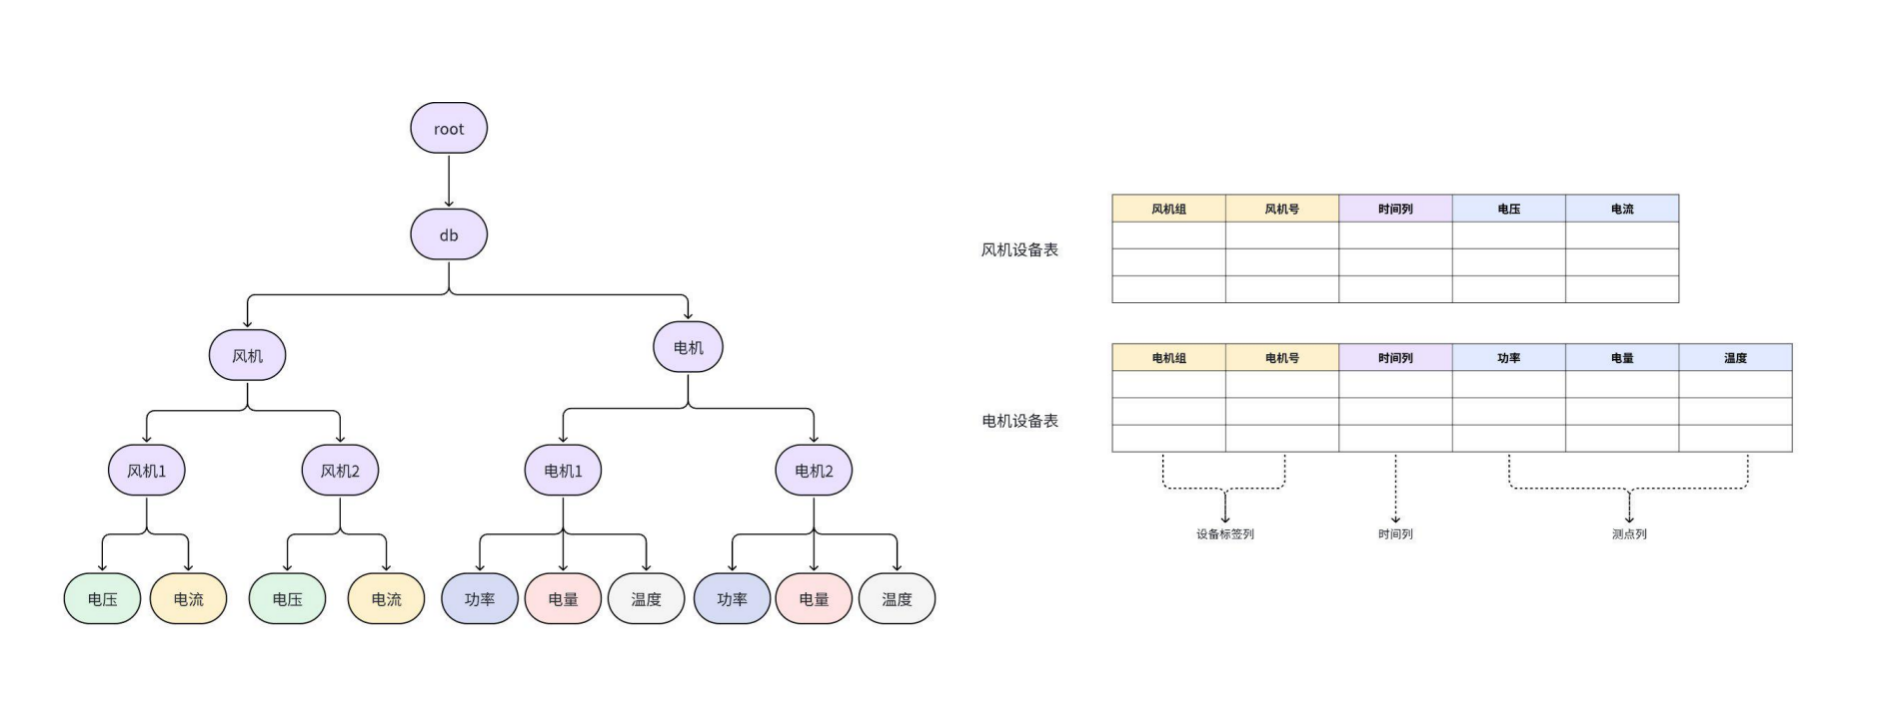 root
db
风机
电机
风机1
风机2
电机1
电机2
电压
电流
电压
电流
功率
电量
温度
功率
电量
温度
风机设备表
风机组 风机号 时间列 电压 电流
电机设备表
电机组 电机号 时间列 功率 电量 温度
设备标签列
时间列
测点列